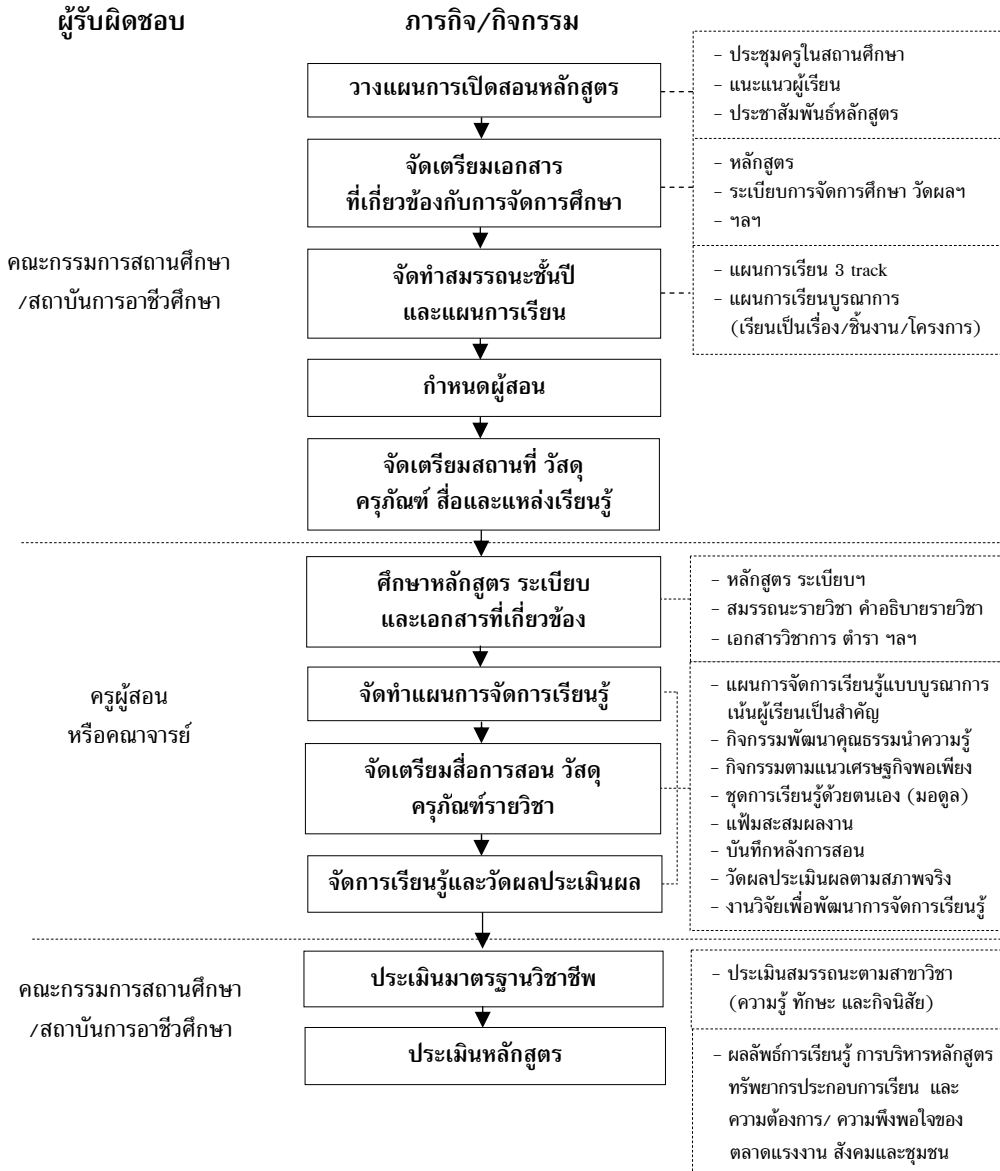 ผู้รับผิดชอบ
ภารกิจ/กิจกรรม
วางแผนการเปิดสอนหลักสูตร
- ประชุมครูในสถานศึกษา
- แนะแนวผู้เรียน
- ประชาสัมพันธ์หลักสูตร
จัดเตรียมเอกสาร
ที่เกี่ยวข้องกับการจัดการศึกษา
- หลักสูตร
- ระเบียบการจัดการศึกษา วัดผลฯ
- ฯลฯ
คณะกรรมการสถานศึกษา
/สถาบันการอาชีวศึกษา
จัดทำสมรรถนะชั้นปี
และแผนการเรียน
- แผนการเรียน 3 track
- แผนการเรียนบูรณาการ
(เรียนเป็นเรื่อง/ชิ้นงาน/โครงการ)
กำหนดผู้สอน
จัดเตรียมสถานที่ วัสดุ
ครุภัณฑ์ สื่อและแหล่งเรียนรู้
ศึกษาหลักสูตร ระเบียบ
และเอกสารที่เกี่ยวข้อง
- หลักสูตร ระเบียบฯ
- สมรรถนะรายวิชา คำอธิบายรายวิชา
- เอกสารวิชาการ ตำรา ฯลฯ
ครูผู้สอน
หรือคณาจารย์
จัดทำแผนการจัดการเรียนรู้
จัดเตรียมสื่อการสอน วัสดุ
ครุภัณฑ์รายวิชา
จัดการเรียนรู้และวัดผลประเมินผล
- แผนการจัดการเรียนรู้แบบบูรณาการ
เน้นผู้เรียนเป็นสำคัญ
- กิจกรรมพัฒนาคุณธรรมนำความรู้
- กิจกรรมตามแนวเศรษฐกิจพอเพียง
- ชุดการเรียนรู้ด้วยตนเอง (มอดูล)
- แฟ้มสะสมผลงาน
- บันทึกหลังการสอน
- วัดผลประเมินผลตามสภาพจริง
- งานวิจัยเพื่อพัฒนาการจัดการเรียนรู้
คณะกรรมการสถานศึกษา
/สถาบันการอาชีวศึกษา
ประเมินมาตรฐานวิชาชีพ
- ประเมินสมรรถนะตามสาขาวิชา
(ความรู้ ทักษะ และกิจนิสัย)
ประเมินหลักสูตร
- ผลลัพธ์การเรียนรู้ การบริหารหลักสูตร
ทรัพยากรประกอบการเรียน และ
ความต้องการ/ ความพึงพอใจของ
ตลาดแรงงาน สังคมและชุมชน